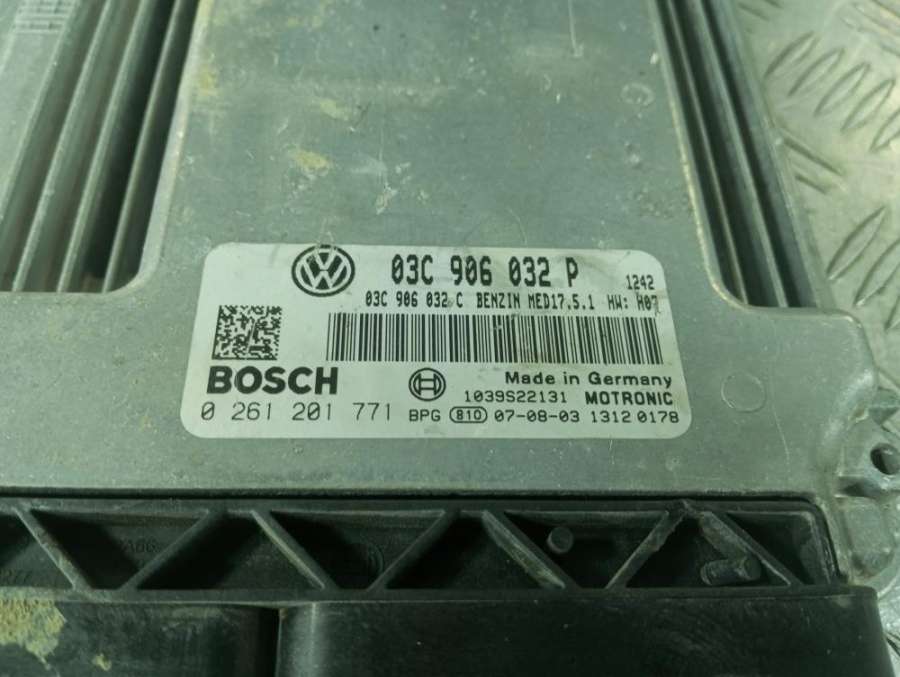 03C 906 032 P 1242
03C 906 032 C BENZIN MED17.5.1 HW: H07
BOSCH
Made in Germany
1039S22131 MOTRONIC
0 261 201 771 BPG 810 07-08-03 1312 0178